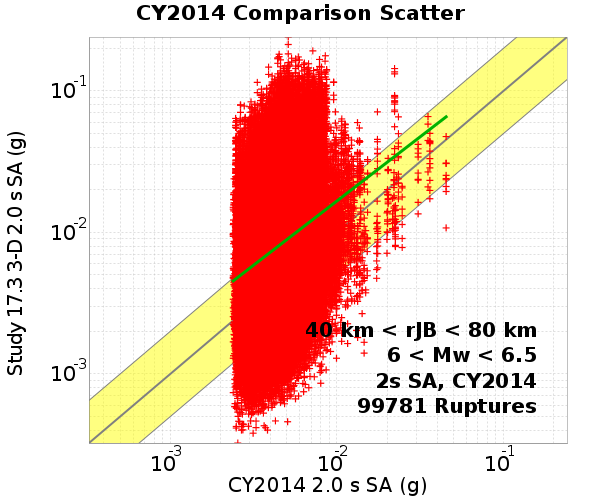 CY2014 Comparison Scatter
Study 17.3 3-D 2.0 s SA (g)
10-1
10-2
10-3
40 km < rJB < 80 km
6 < Mw < 6.5
2s SA, CY2014
99781 Ruptures
10-3 10-2 10-1
CY2014 2.0 s SA (g)